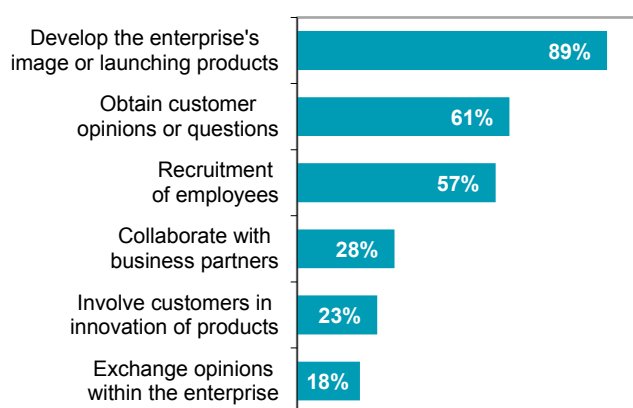 Develop the enterprise's
image or launching products
89%
Obtain customer
opinions or questions
61%
Recruitment
of employees
57%
Collaborate with
business partners
28%
Involve customers in
innovation of products
23%
Exchange opinions
within the enterprise
18%